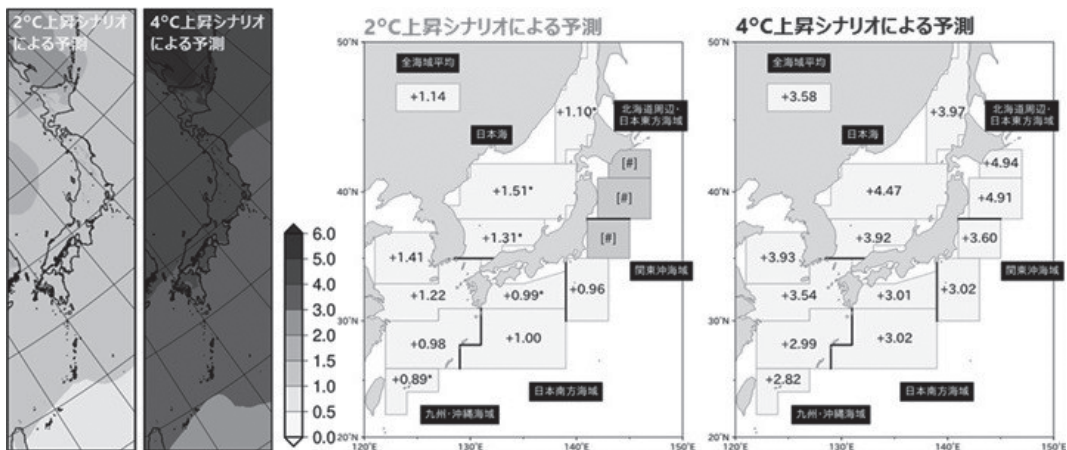 2°C上昇シナリオ
による予測
4°C上昇シナリオ
による予測
6.0
5.0
4.0
3.0
2.0
1.5
1.0
0.5
0.0
2°C上昇シナリオによる予測
50°N
40°N
30°N
20°N
120°E
130°E
140°E
150°E
全海域平均
+1.14
日本海
北海道周辺・
日本東方海域
+1.10*
[#]
+1.51*
[#]
+1.31*
[#]
+1.41
関東沖海域
+1.22
+0.99*
+0.96
+0.98
+1.00
+0.89*
日本南方海域
九州・沖縄海域
4°C上昇シナリオによる予測
50°N
40°N
30°N
20°N
120°E
130°E
140°E
150°E
全海域平均
+3.58
日本海
北海道周辺・
日本東方海域
+3.97
+4.94
+4.47
+4.91
+3.92
+3.60
+3.93
関東沖海域
+3.54
+3.01
+3.02
+2.99
+3.02
+2.82
日本南方海域
九州・沖縄海域